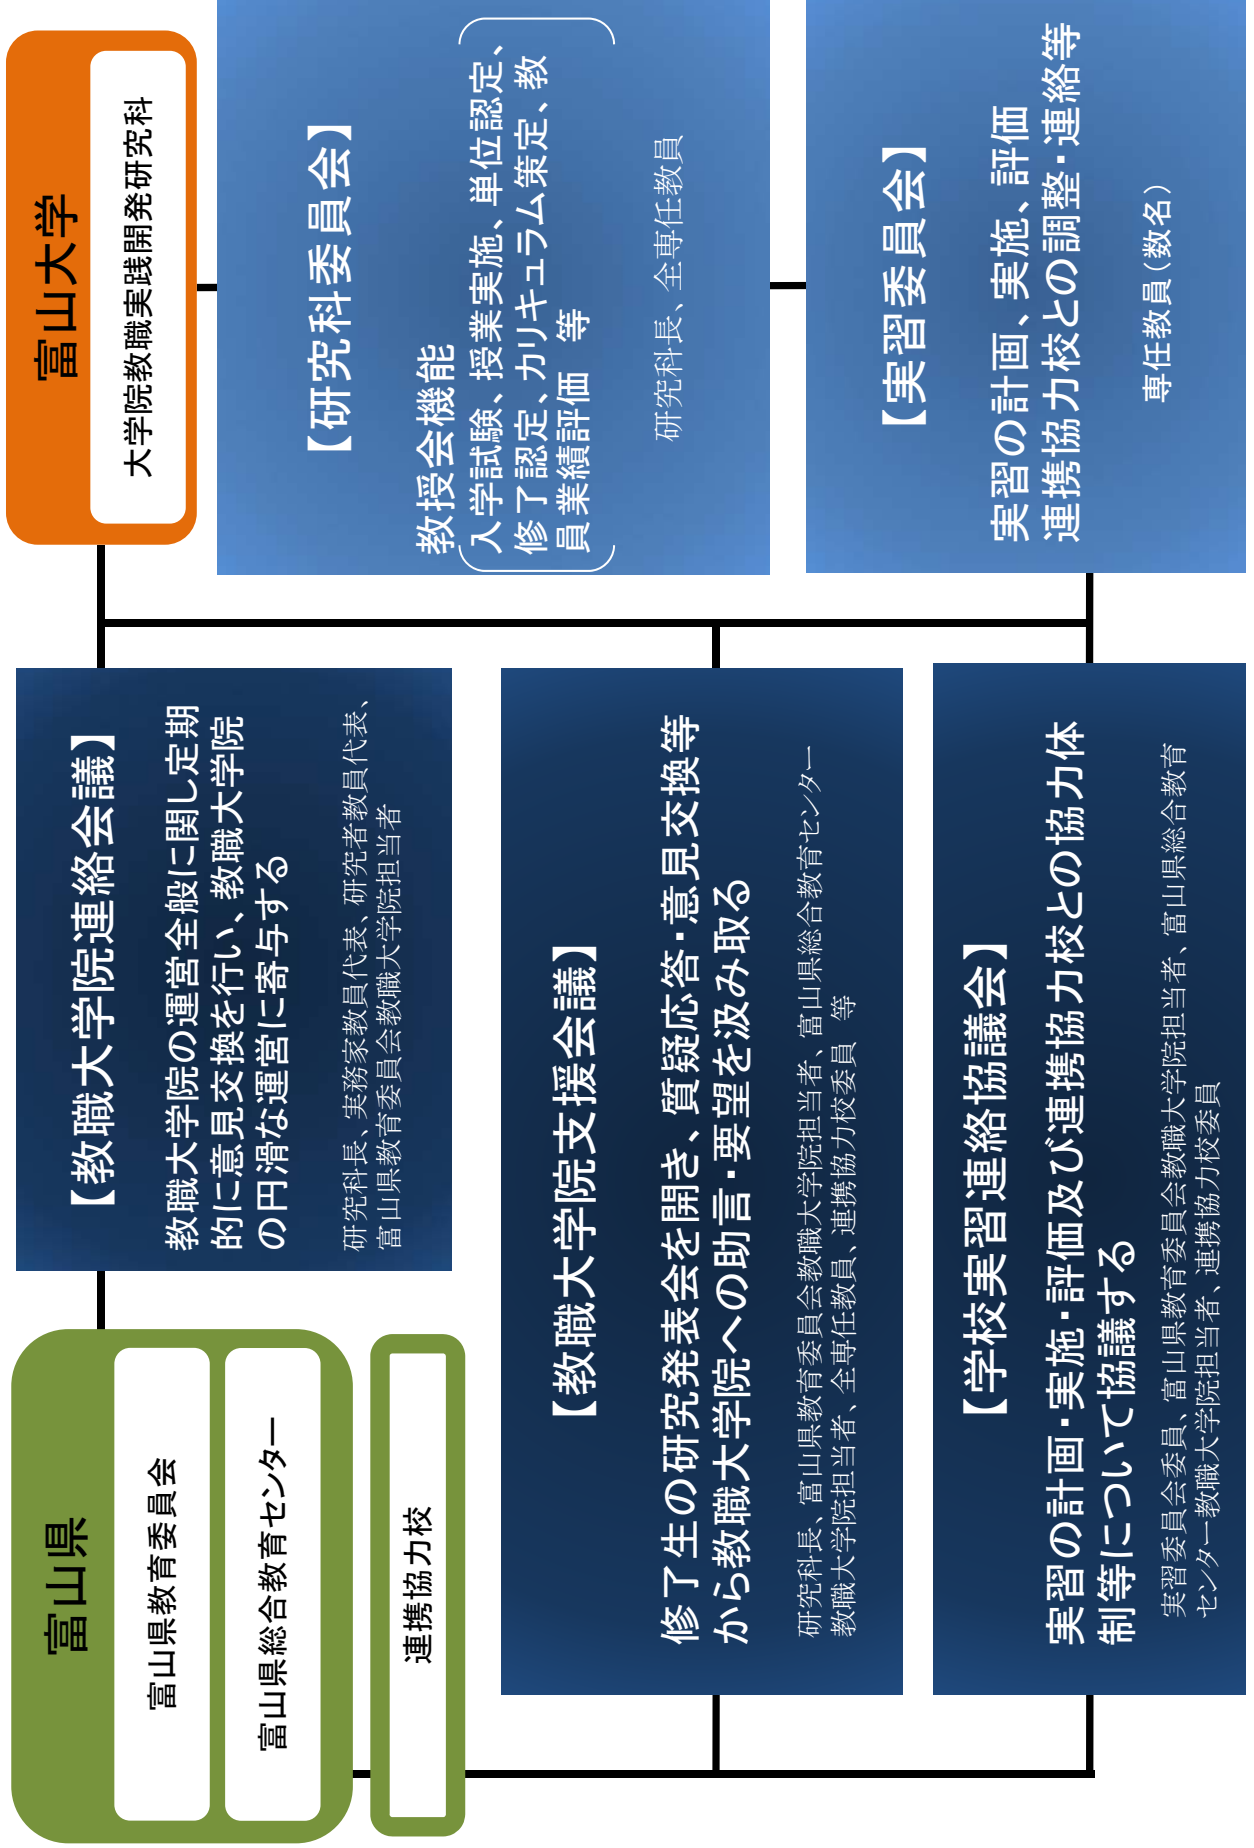 富山県
富山県教育委員会
富山県総合教育センター
連携協力校
【教職大学院連絡会議】
教職大学院の運営全般に関し定期
的に意見交換を行い、教職大学院
の円滑な運営に寄与する
研究科長、実務家教員代表、研究者教員代表、
富山県教育委員会教職大学院担当者
【教職大学院支援会議】
修了生の研究発表会を開き、質疑応答・意見交換等
から教職大学院への助言・要望を汲み取る
研究科長、富山県教育委員会教職大学院担当者、富山県総合教育センター
教職大学院担当者、全専任教員、連携協力校委員 等
【学校実習連絡協議会】
実習の計画・実施・評価及び連携協力校との協力体
制等について協議する
実習委員会委員、富山県教育委員会教職大学院担当者、富山県総合教育
センター教職大学院担当者、連携協力校委員
富山大学
大学院教職実践開発研究科
【研究科委員会】
教授会機能
入学試験、授業実施、単位認定、
修了認定、カリキュラム策定、教
員業績評価 等
研究科長、全専任教員
【実習委員会】
実習の計画、実施、評価
連携協力校との調整・連絡等
専任教員（数名）